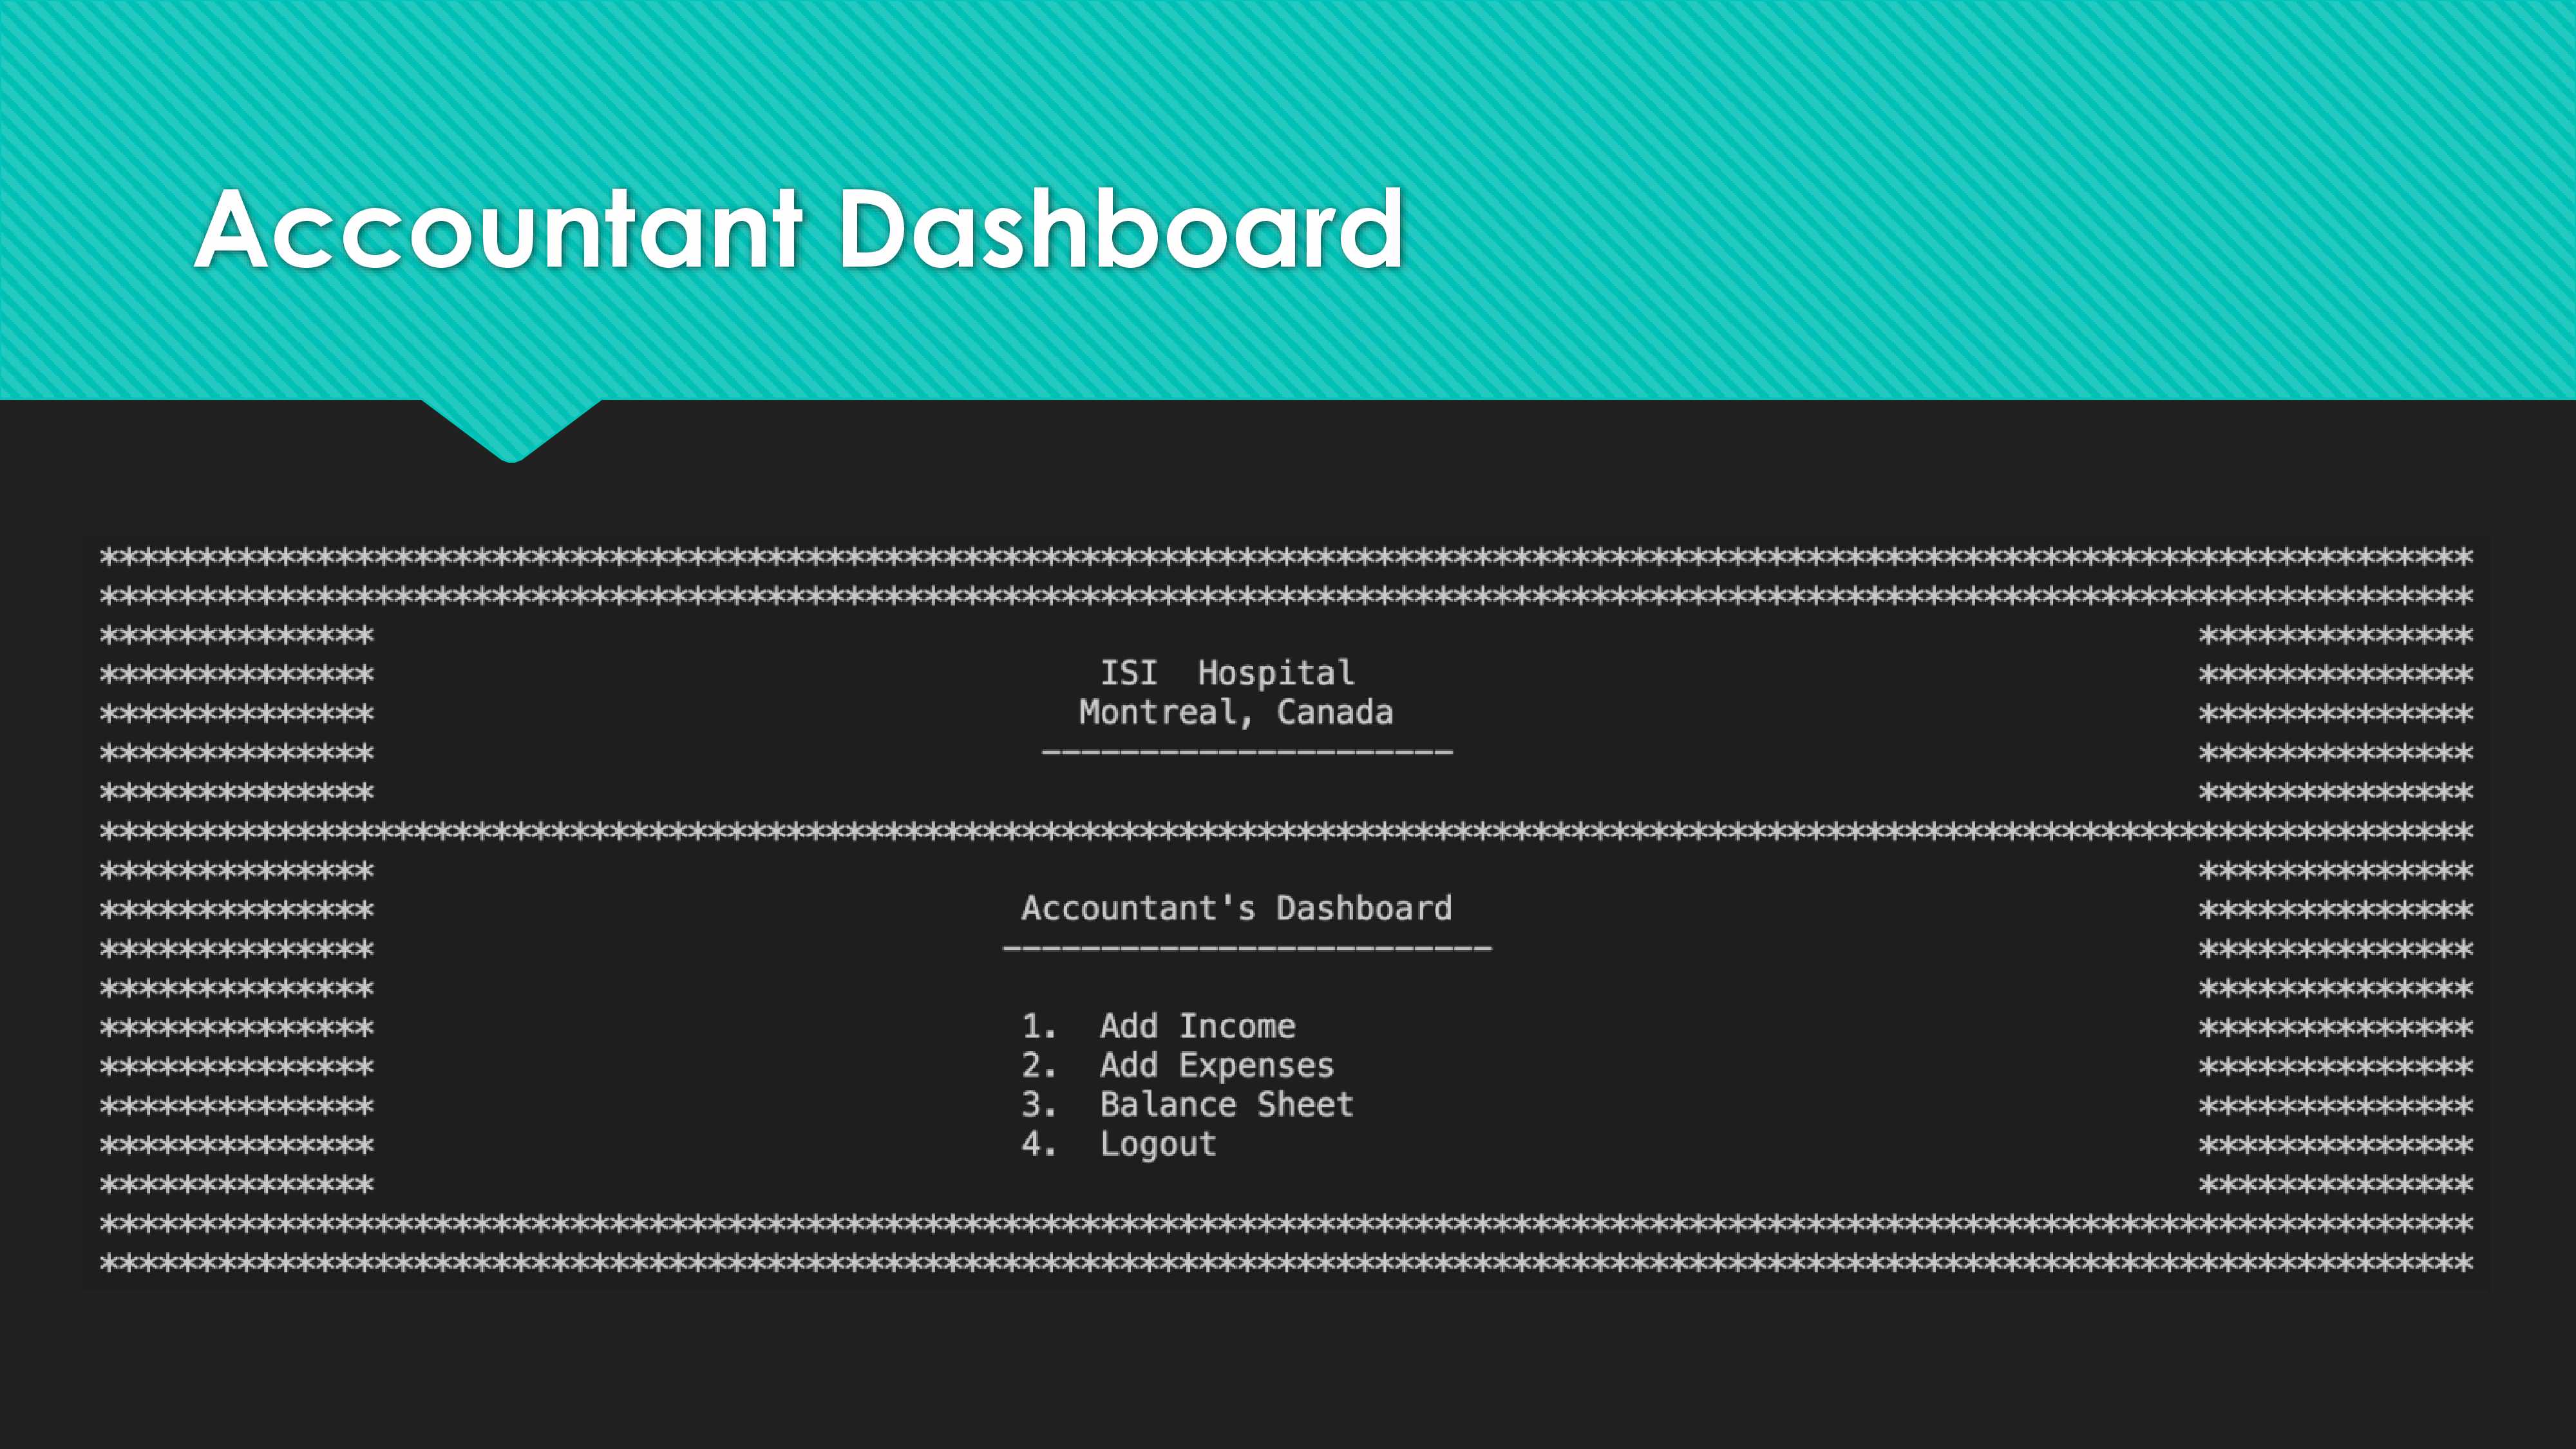 Accountant Dashboard
********************************************************************************************************************************************
********************************************************************************************************************************************
************** **************
************** ISI  Hospital **************
************** Montreal, Canada **************
************** --------------------- **************
************** **************
********************************************************************************************************************************************
************** **************
************** Accountant's Dashboard **************
************** ------------------------- **************
************** **************
************** 1.  Add Income **************
************** 2.  Add Expenses **************
************** 3.  Balance Sheet **************
************** 4.  Logout **************
************** **************
********************************************************************************************************************************************
********************************************************************************************************************************************